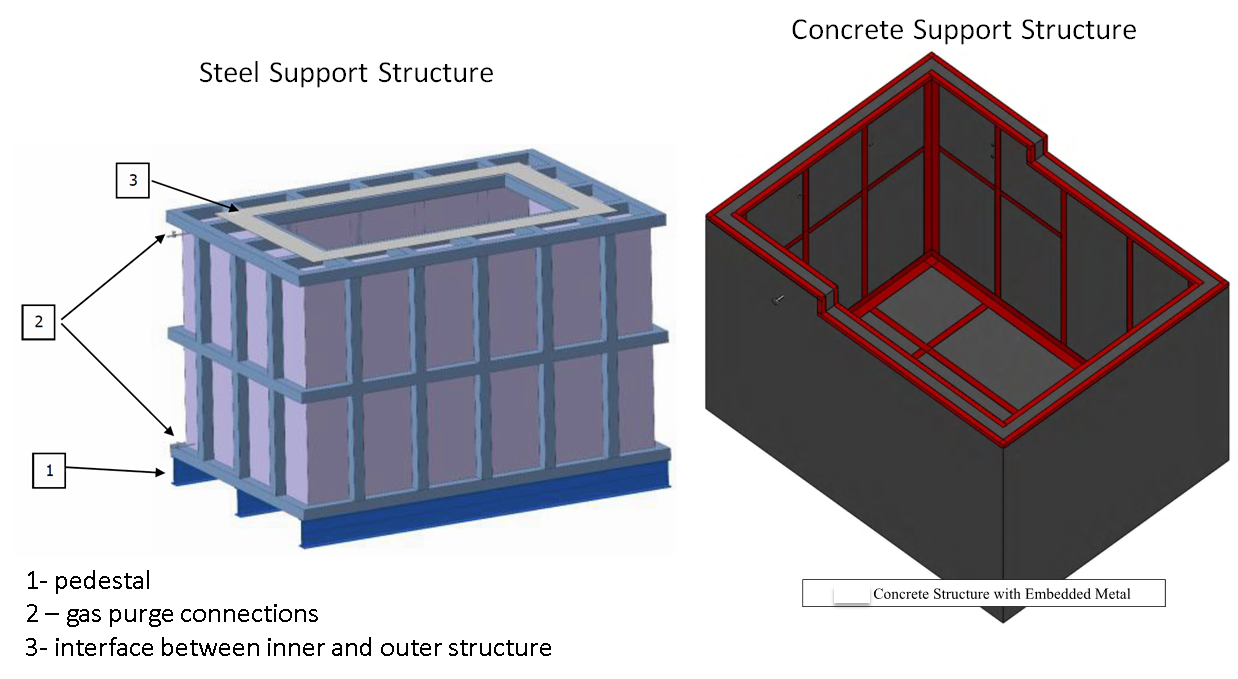 Steel Support Structure
Concrete Support Structure
3
2
1
1- pedestal
2 – gas purge connections
3- interface between inner and outer structure
Concrete Structure with Embedded Metal